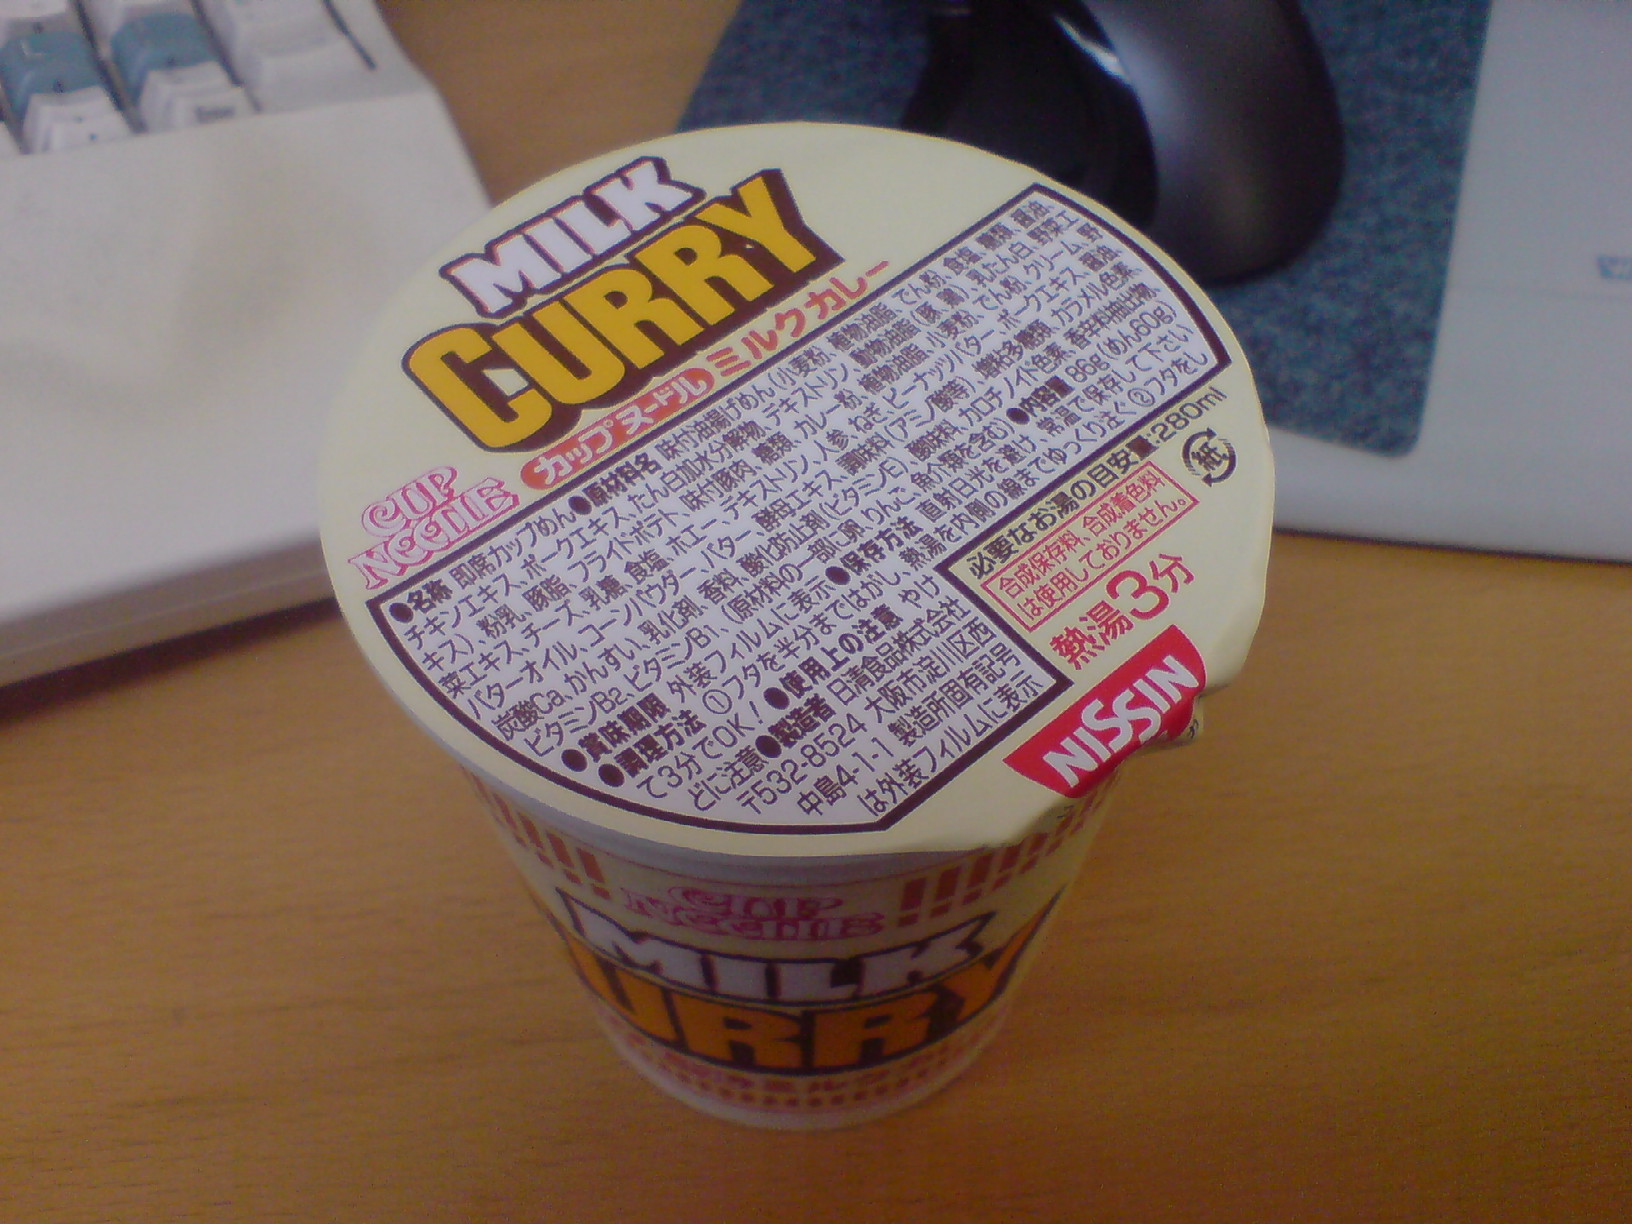 MILK
CURRY
カップヌードル ミルクカレー
CUP
NOODLE
●名称 即席カップめん●原材料名 味付油揚げめん(小麦粉、植物油脂、でん粉、食塩、糖類、醤油、
チキンエキス、ポークエキス、たん白加水分解物、デキストリン、動物油脂(豚、鶏)、乳たん白、野菜エ
キス)、粉乳、豚脂、フライドポテト、味付豚肉、糖類、カレー粉、植物油脂、小麦粉、でん粉、クリーム、野
菜エキス、チーズ、乳糖、食塩、ホエー、デキストリン、人参、ねぎ、ピーナッツバター、ポークエキス、醤油、
バターオイル、コーンパウダー、バター、酵母エキス、調味料(アミノ酸等)、糊料多糖類、カラメル色素、
炭酸Ca、かんすい、乳化剤、香料、酸化防止剤(ビタミンE)、酸味料、カロチノイド色素、香辛料抽出物、
ビタミンB2、ビタミンB1、(原材料の一部に卵、りんご、魚介類を含む)●内容量 86g(めん60g)
●賞味期限 外装フィルムに表示●保存方法 直射日光を避け、常温で保存して下さい
●調理方法 ①フタを半分まではがし、熱湯を内側の線までゆっくり注ぐ②フタをし
て3分でOK!●使用上の注意 やけ
どに注意●製造者 日清食品株式会社
〒532-8524 大阪市淀川区西
中島4-1-1 製造所固有記号
は外装フィルムに表示
必要なお湯の目安量:280ml
紙
合成保存料、合成着色料
は使用しておりません。
熱湯3分
NISSIN
CUP
NOODLE
MILK
CURRY